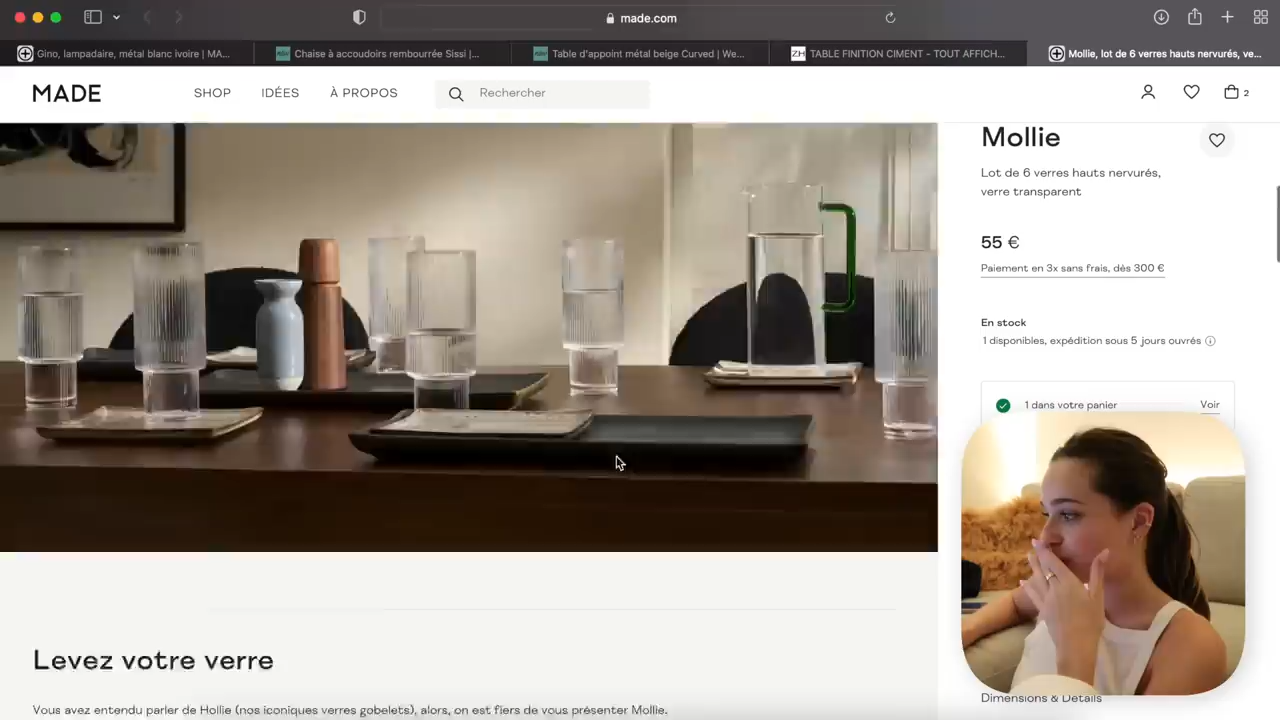 made.com
Gino, lampadaire, métal blanc ivoire | MA...
Chaise à accoudoirs rembourrée Sissi |...
Table d'appoint métal beige Curved | We...
ZH
TABLE FINITION CIMENT - TOUT AFFICH...
Mollie, lot de 6 verres hauts nervurés, ve...
MADE
SHOP
IDÉES
À PROPOS
Rechercher
2
Mollie
Lot de 6 verres hauts nervurés,
verre transparent
55 €
Paiement en 3x sans frais, dès 300 €
En stock
1 disponibles, expédition sous 5 jours ouvrés
1 dans votre panier
Voir
Levez votre verre
Vous avez entendu parler de Hollie (nos iconiques verres gobelets), alors, on est fiers de vous présenter Mollie.
Dimensions & Détails